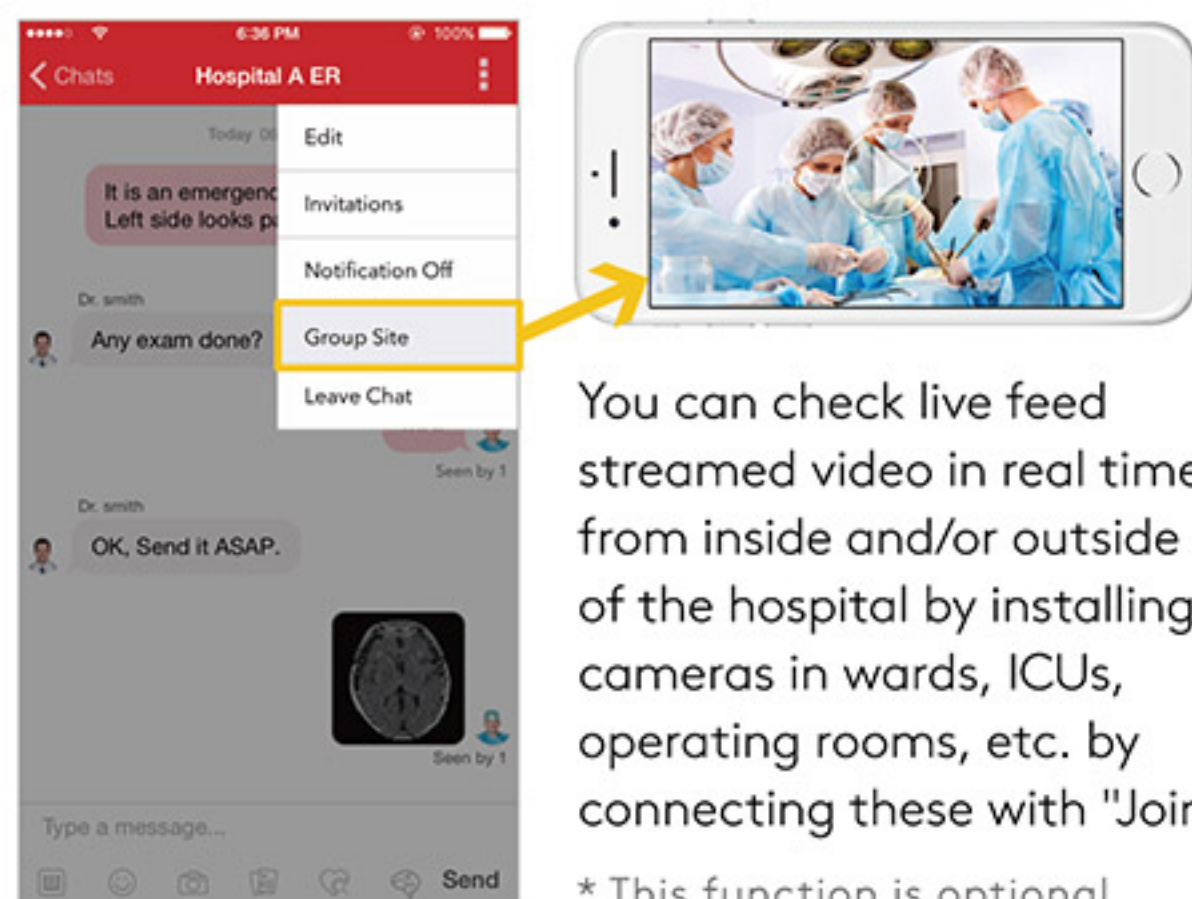 6:36 PM
100%
Chats
Hospital A ER
Today 06
Edit
It is an emergenc
Left side looks pa
Invitations
Notification Off
Dr. smith
Any exam done?
Group Site
Leave Chat
Seen by 1
Dr. smith
OK, Send it ASAP.
Seen by 1
Type a message...
Send
You can check live feed
streamed video in real time
from inside and/or outside
of the hospital by installing
cameras in wards, ICUs,
operating rooms, etc. by
connecting these with "Join
* This function is optional